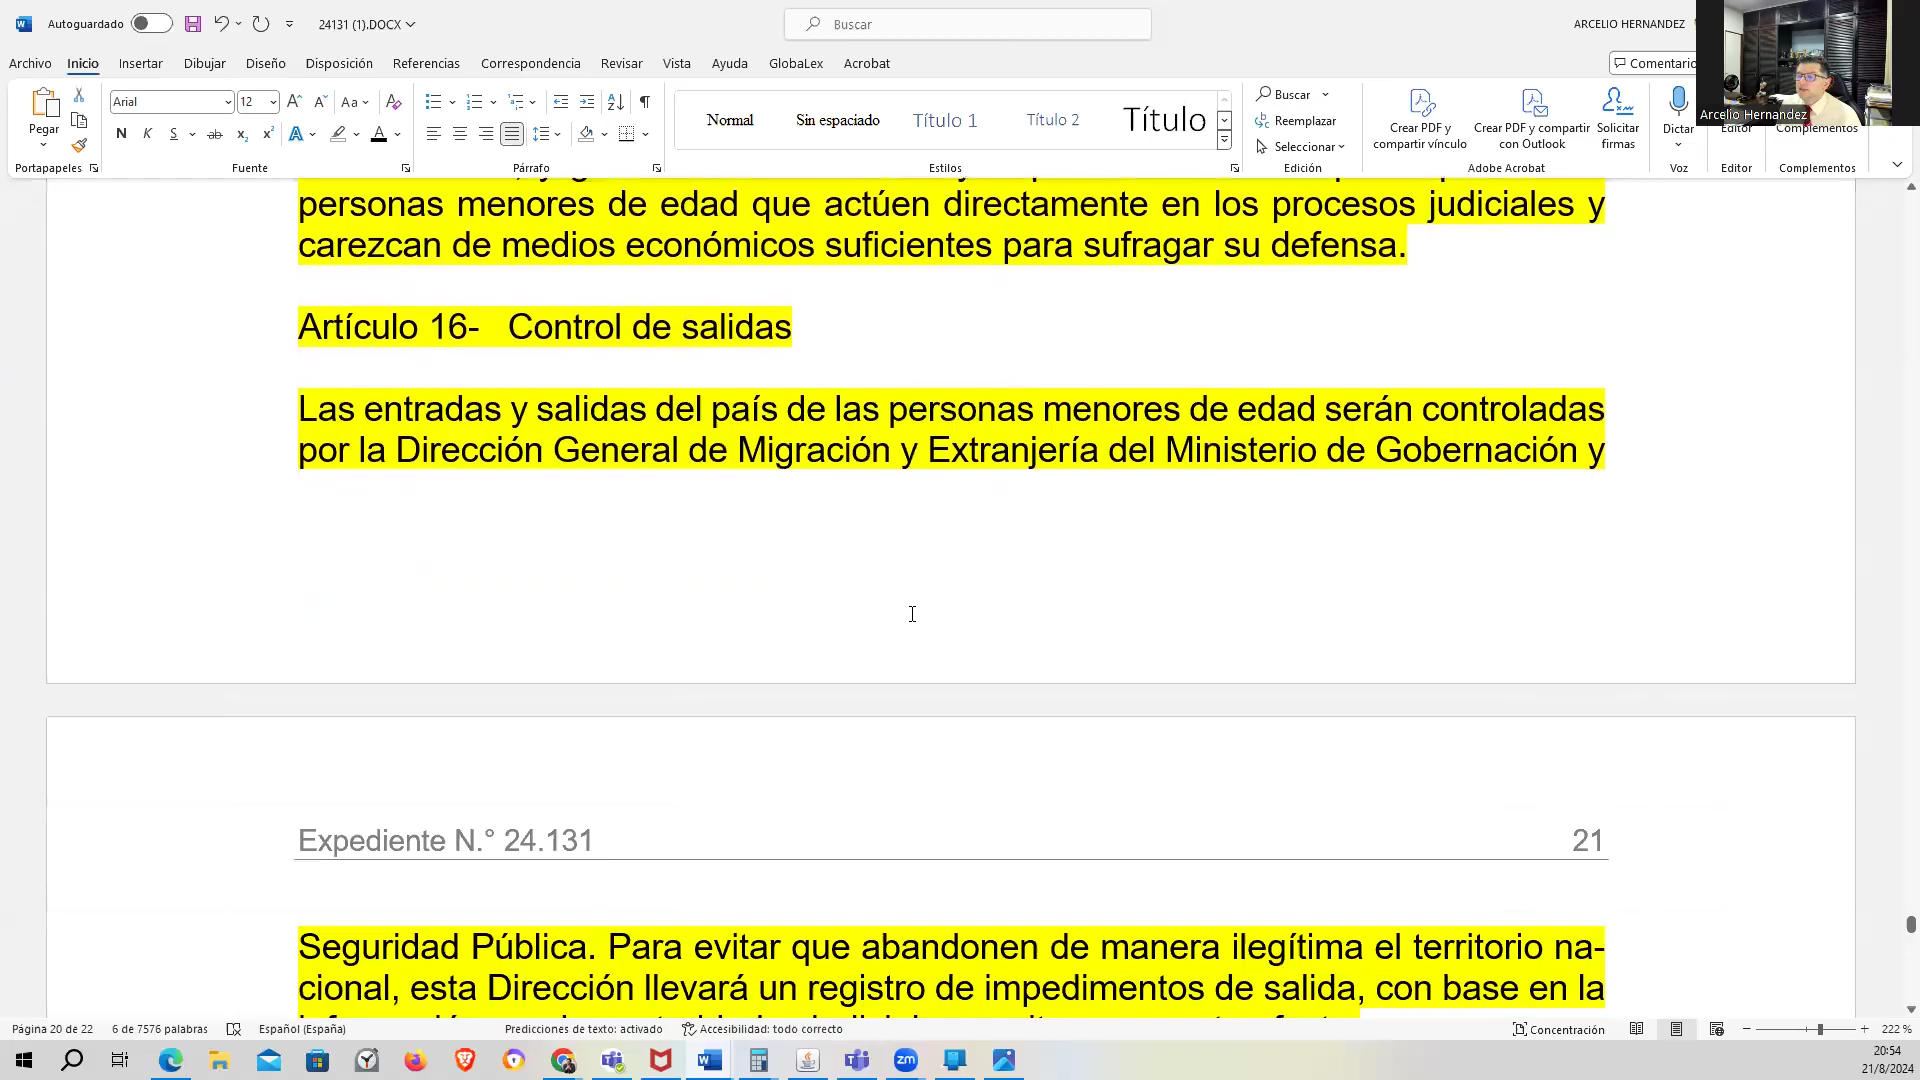 Autoguardado
24131 (1).DOCX
Buscar
ARCELIO HERNANDEZ
Archivo Inicio Insertar Dibujar Diseño Disposición Referencias Correspondencia Revisar Vista Ayuda GlobaLex Acrobat
Comentario
Pegar
Portapapeles
Arial 12
Aa
N K S ab x₂ x² A A
Fuente
Párrafo
Normal Sin espaciado Título 1 Título 2 Título
Estilos
Buscar
Reemplazar
Seleccionar
Edición
Crear PDF y compartir vínculo
Crear PDF y compartir con Outlook
Solicitar firmas
Adobe Acrobat
Dictar
Voz
Editor
Editor
Complementos
Complementos
Arcelio Hernandez
personas menores de edad que actúen directamente en los procesos judiciales y
carezcan de medios económicos suficientes para sufragar su defensa.
Artículo 16- Control de salidas
Las entradas y salidas del país de las personas menores de edad serán controladas
por la Dirección General de Migración y Extranjería del Ministerio de Gobernación y
Expediente N.° 24.131 21
Seguridad Pública. Para evitar que abandonen de manera ilegítima el territorio na-
cional, esta Dirección llevará un registro de impedimentos de salida, con base en la
Página 20 de 22 6 de 7576 palabras Español (España) Predicciones de texto: activado Accesibilidad: todo correcto Concentración 222 %
zm
20:54
21/8/2024